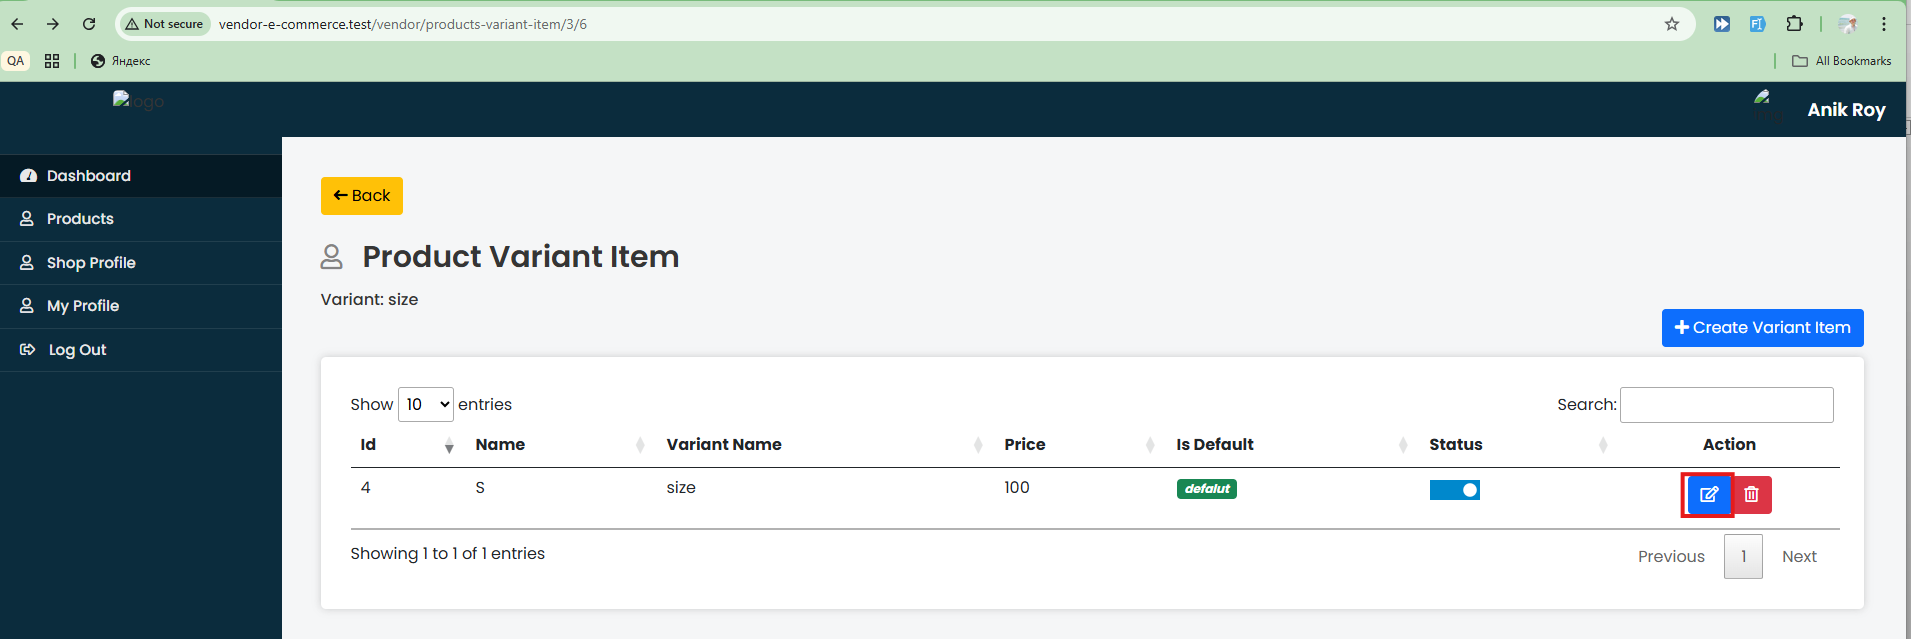 Not secure vendor-e-commerce.test/vendor/products-variant-item/3/6
QA Яндекс All Bookmarks
logo Anik Roy
Dashboard
Products
Shop Profile
My Profile
Log Out
Back
Product Variant Item
Variant: size
Create Variant Item
Show 10 entries Search:
Id Name Variant Name Price Is Default Status Action
4 S size 100 defalut
Showing 1 to 1 of 1 entries Previous 1 Next